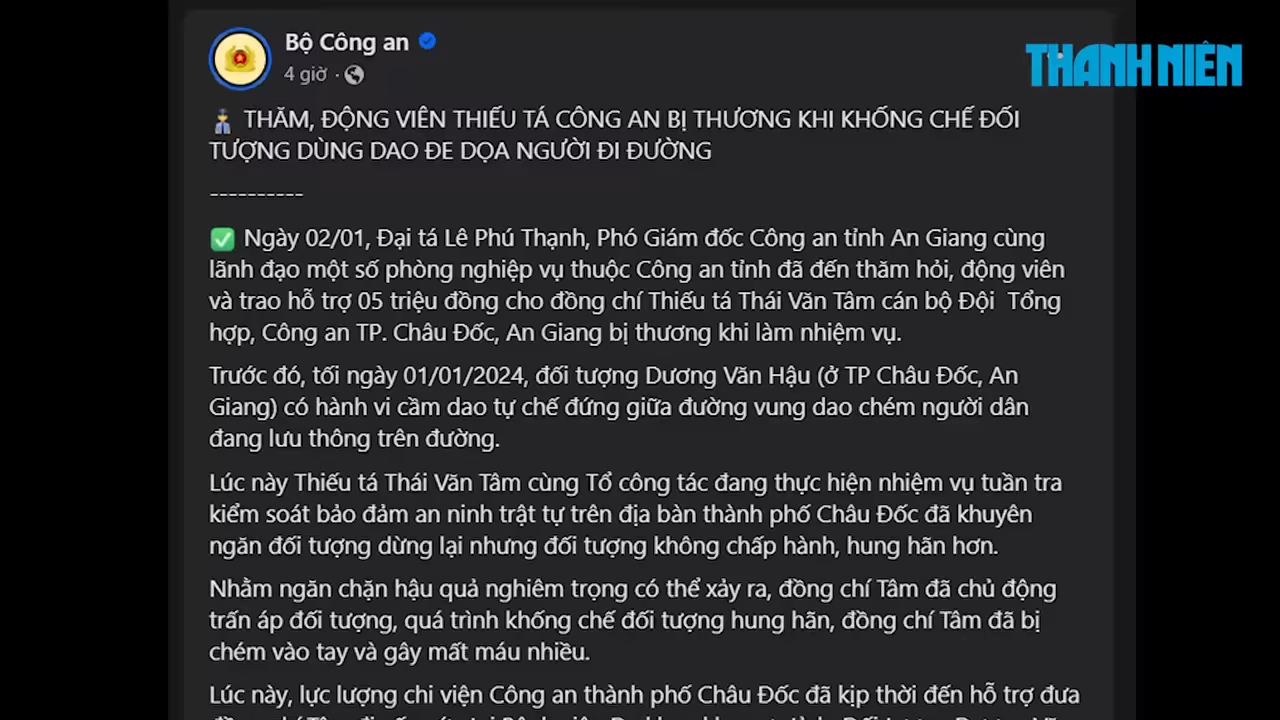 Bộ Công an
THANH NIÊN
4 giờ ·
THĂM, ĐỘNG VIÊN THIẾU TÁ CÔNG AN BỊ THƯƠNG KHI KHỐNG CHẾ ĐỐI
TƯỢNG DÙNG DAO ĐE DỌA NGƯỜI ĐI ĐƯỜNG
----------
Ngày 02/01, Đại tá Lê Phú Thạnh, Phó Giám đốc Công an tỉnh An Giang cùng
lãnh đạo một số phòng nghiệp vụ thuộc Công an tỉnh đã đến thăm hỏi, động viên
và trao hỗ trợ 05 triệu đồng cho đồng chí Thiếu tá Thái Văn Tâm cán bộ Đội Tổng
hợp, Công an TP. Châu Đốc, An Giang bị thương khi làm nhiệm vụ.
Trước đó, tối ngày 01/01/2024, đối tượng Dương Văn Hậu (ở TP Châu Đốc, An
Giang) có hành vi cầm dao tự chế đứng giữa đường vung dao chém người dân
đang lưu thông trên đường.
Lúc này Thiếu tá Thái Văn Tâm cùng Tổ công tác đang thực hiện nhiệm vụ tuần tra
kiểm soát bảo đảm an ninh trật tự trên địa bàn thành phố Châu Đốc đã khuyên
ngăn đối tượng dừng lại nhưng đối tượng không chấp hành, hung hãn hơn.
Nhằm ngăn chặn hậu quả nghiêm trọng có thể xảy ra, đồng chí Tâm đã chủ động
trấn áp đối tượng, quá trình khống chế đối tượng hung hãn, đồng chí Tâm đã bị
chém vào tay và gây mất máu nhiều.
Lúc này, lực lượng chi viện Công an thành phố Châu Đốc đã kịp thời đến hỗ trợ đưa